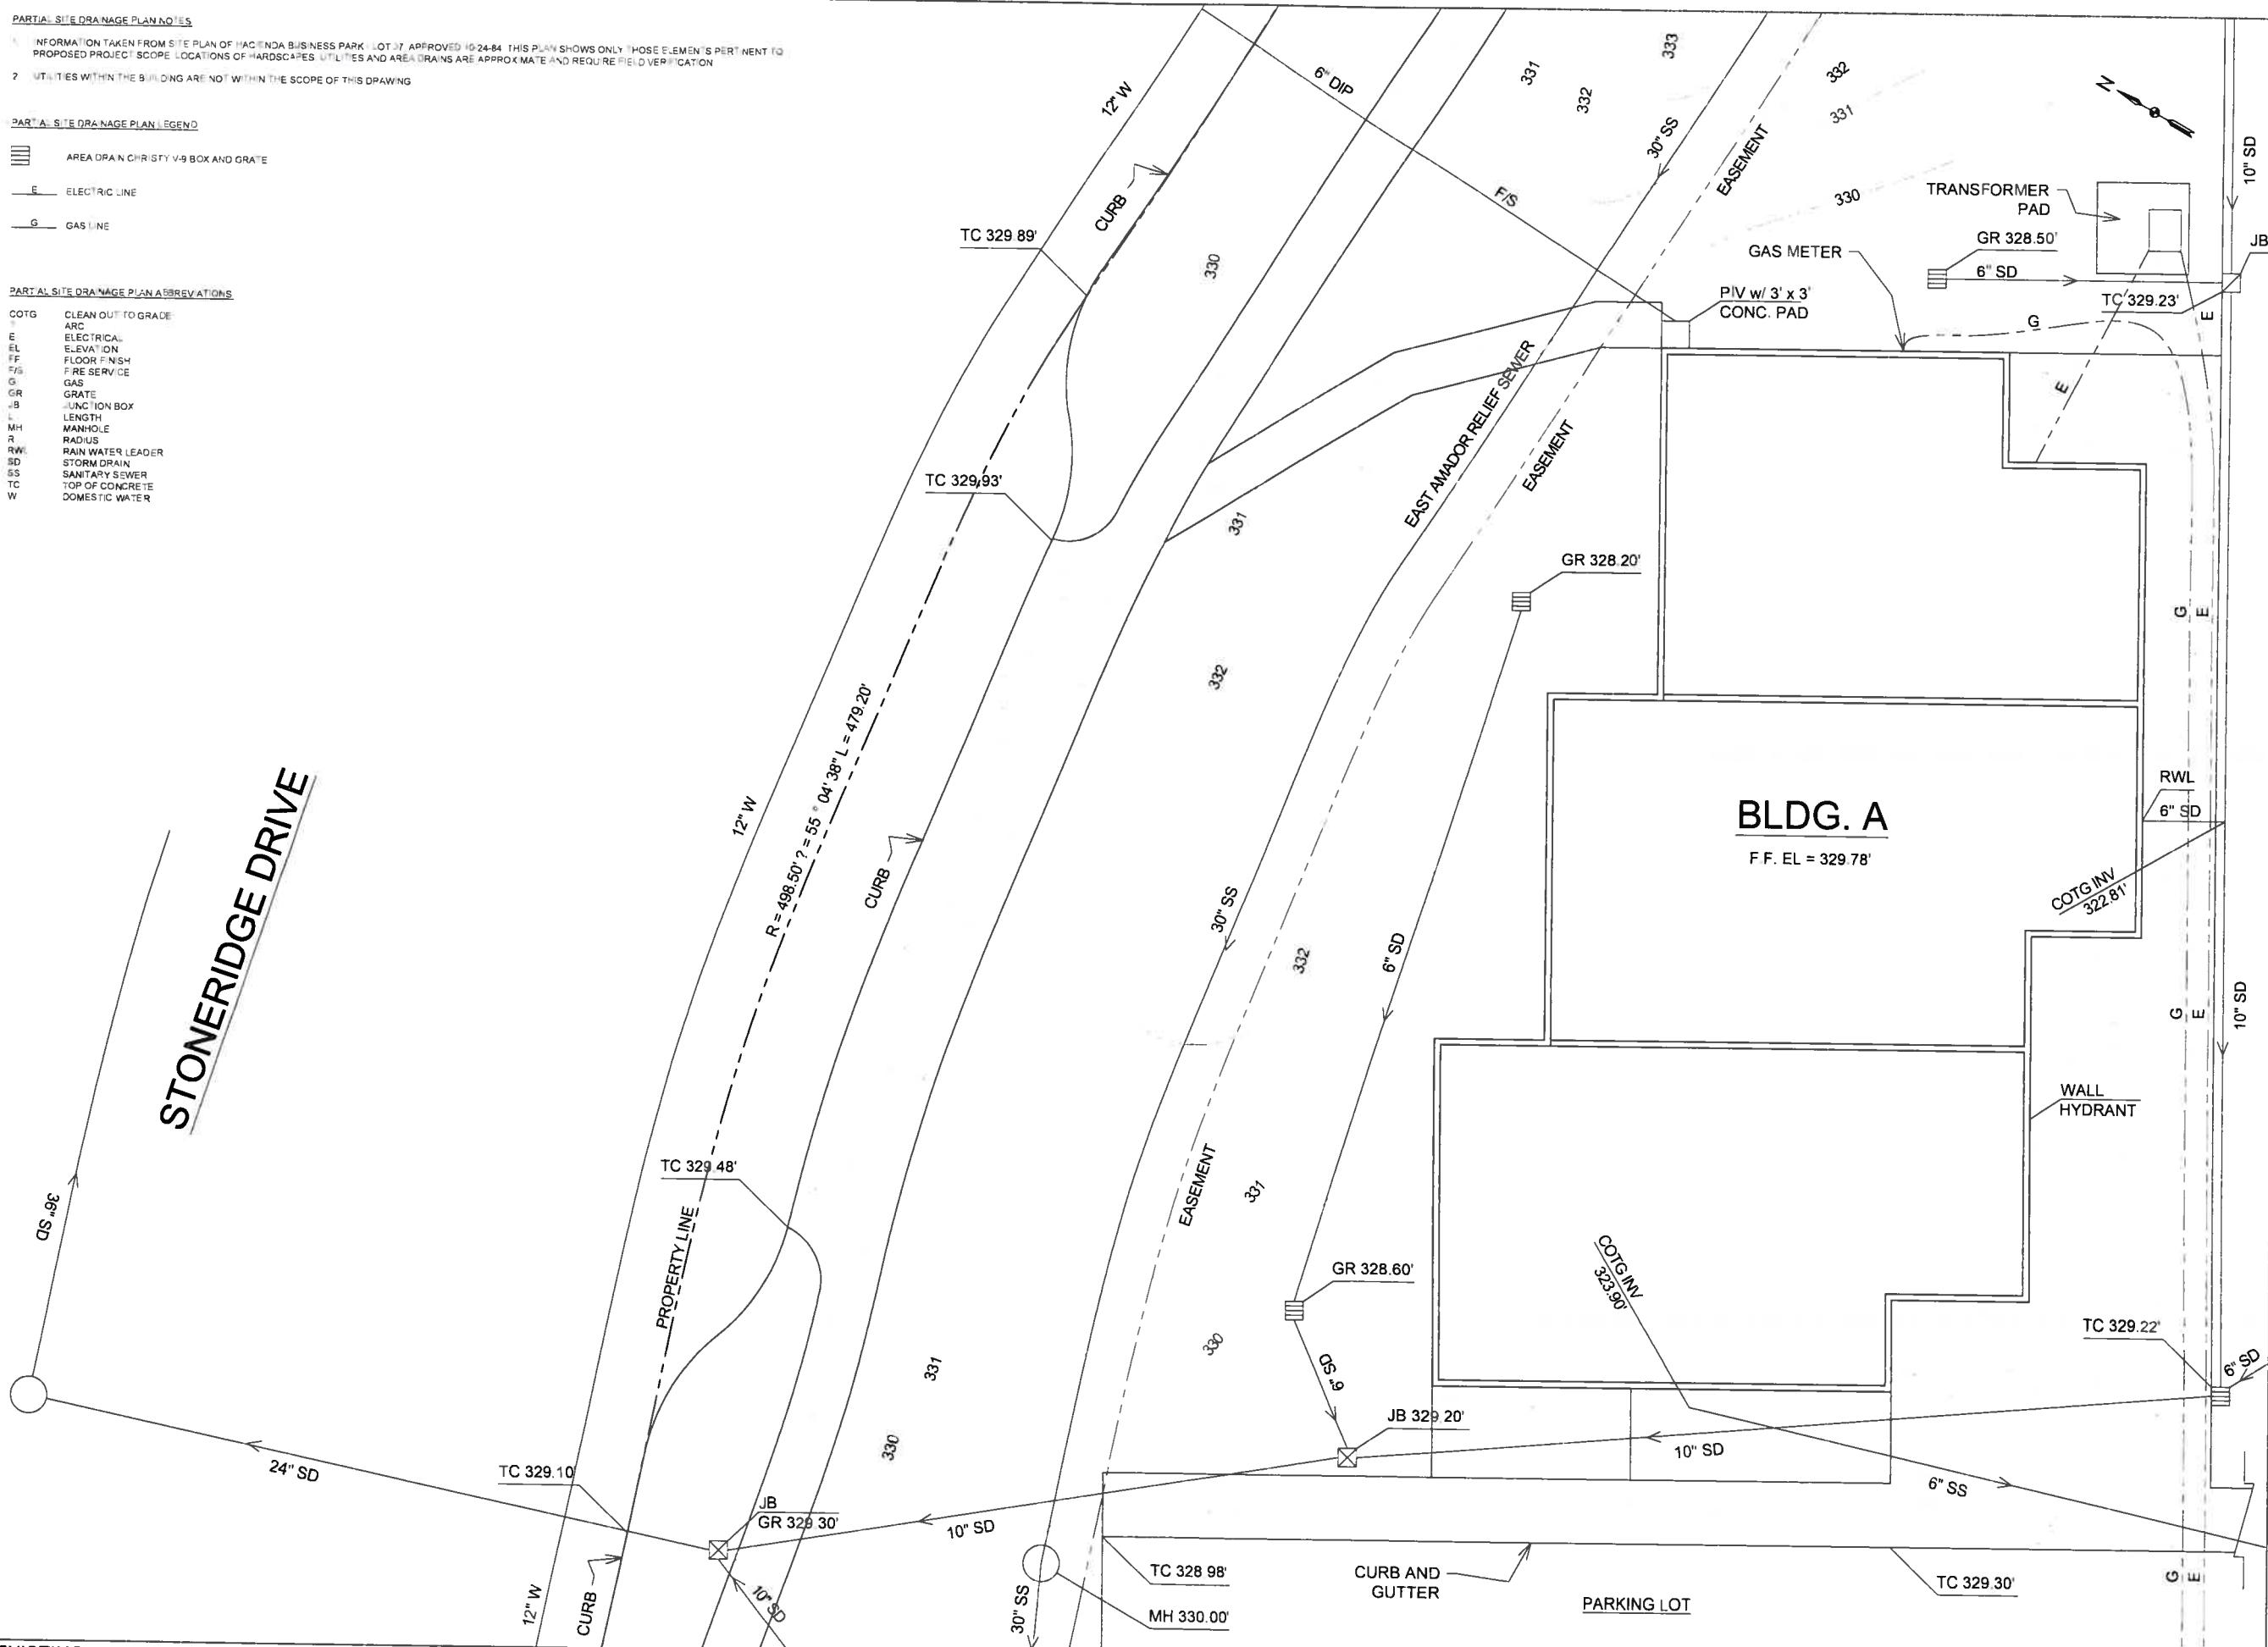 PARTIAL SITE DRAINAGE PLAN NOTES
INFORMATION TAKEN FROM SITE PLAN OF HACIENDA BUSINESS PARK LOT 37 APPROVED 10-24-84 THIS PLAN SHOWS ONLY THOSE ELEMENTS PERTINENT TO
PROPOSED PROJECT SCOPE LOCATIONS OF HARDSCAPES UTILITIES AND AREA DRAINS ARE APPROXIMATE AND REQUIRE FIELD VERIFICATION
2 UTILITIES WITHIN THE BUILDING ARE NOT WITHIN THE SCOPE OF THIS DRAWING
PARTIAL SITE DRAINAGE PLAN LEGEND
AREA DRAIN CHRISTY V-9 BOX AND GRATE
E ELECTRIC LINE
G GAS LINE
PARTIAL SITE DRAINAGE PLAN ABBREVIATIONS
COTG CLEAN OUT TO GRADE
? ARC
E ELECTRICAL
EL ELEVATION
FF FLOOR FINISH
F/S FIRE SERVICE
G GAS
GR GRATE
JB JUNCTION BOX
L LENGTH
MH MANHOLE
R RADIUS
RWL RAIN WATER LEADER
SD STORM DRAIN
SS SANITARY SEWER
TC TOP OF CONCRETE
W DOMESTIC WATER
12" W
6" DIP
331
332
333
332
331
330
N
10" SD
30" SS
EASEMENT
CURB
F/S
TRANSFORMER
PAD
TC 329.89'
330
GAS METER
GR 328.50'
6" SD
JB
PIV w/ 3' x 3'
CONC. PAD
TC 329.23'
G
E
E
EAST AMADOR RELIEF SEWER
EASEMENT
TC 329.93'
331
GR 328.20'
G
E
332
R = 498.50' ? = 55 ° 04' 38" L = 479.20'
12" W
STONERIDGE DRIVE
CURB
BLDG. A
F.F. EL = 329.78'
RWL
6" SD
COTG INV
322.81'
30" SS
332
6" SD
G
E
10" SD
WALL
HYDRANT
TC 329.48'
EASEMENT
331
36" SD
PROPERTY LINE
GR 328.60'
COTG INV
323.90'
330
331
6" SD
TC 329.22'
6" SD
JB 329.20'
330
10" SD
24" SD
TC 329.10'
JB
GR 329.30'
10" SD
6" SS
12" W
CURB
10" SD
30" SS
TC 328.98'
MH 330.00'
CURB AND
GUTTER
PARKING LOT
TC 329.30'
G
E